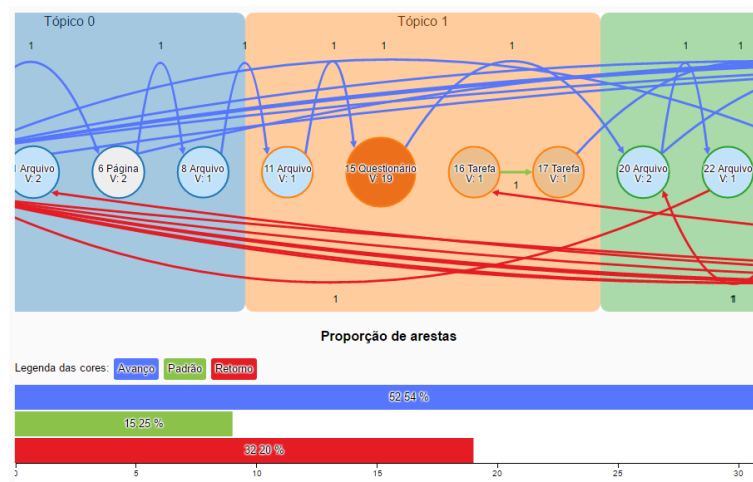 Tópico 0
Tópico 1
1 1 1 1 1 1 1 1
Arquivo
V: 2
6 Página
V: 2
8 Arquivo
V: 1
11 Arquivo
V: 1
15 Questionário
V: 19
16 Tarefa
V: 1
17 Tarefa
V: 1
20 Arquivo
V: 2
22 Arquivo
V: 1
1
1
Proporção de arestas
Legenda das cores: Avanço Padrão Retorno
52,54 %
15,25 %
32,20 %
0 5 10 15 20 25 30